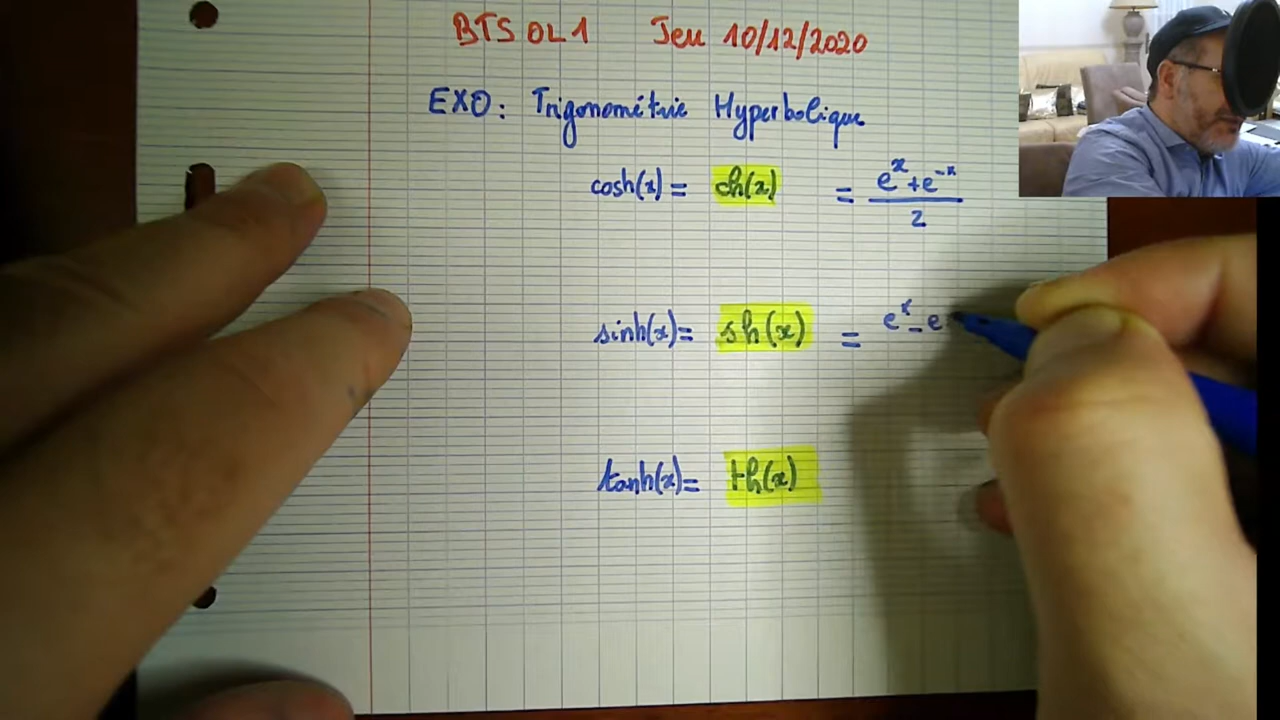 BTS OL1 Jeu 10/12/2020
EXO: Trigonométrie Hyperbolique
cosh(x) = ch(x) = (e^x + e^-x)/2
sinh(x) = sh(x) = e^x - e
tanh(x) = th(x)